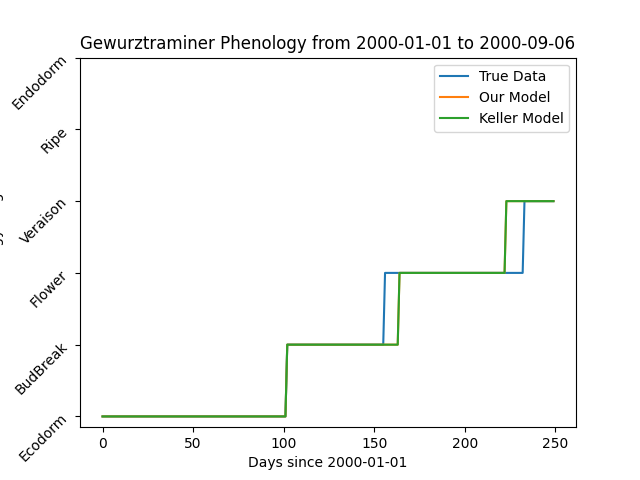 Gewurztraminer Phenology from 2000-01-01 to 2000-09-06
True Data
Our Model
Keller Model
Endodorm
Ripe
Veraison
Flower
BudBreak
Ecodorm
0 50 100 150 200 250
Days since 2000-01-01